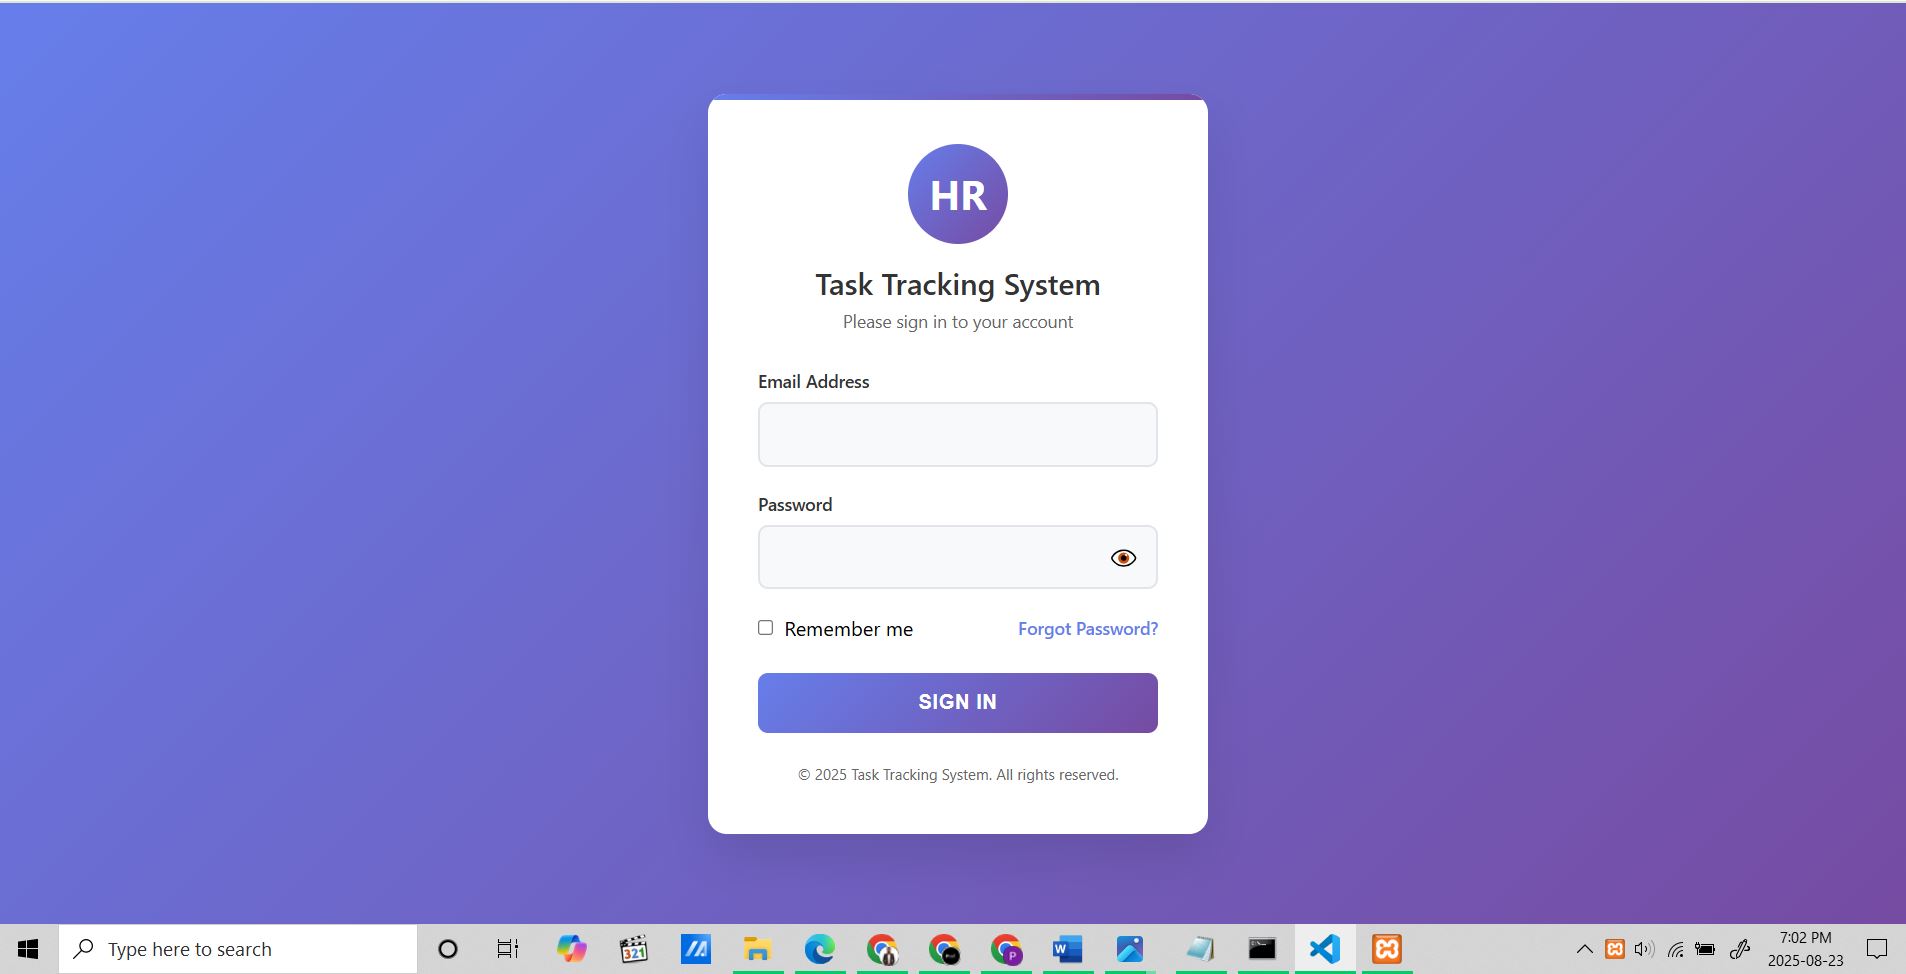 HR
Task Tracking System
Please sign in to your account
Email Address
Password
Remember me
Forgot Password?
SIGN IN
© 2025 Task Tracking System. All rights reserved.
Type here to search
321
W
P
7:02 PM
2025-08-23